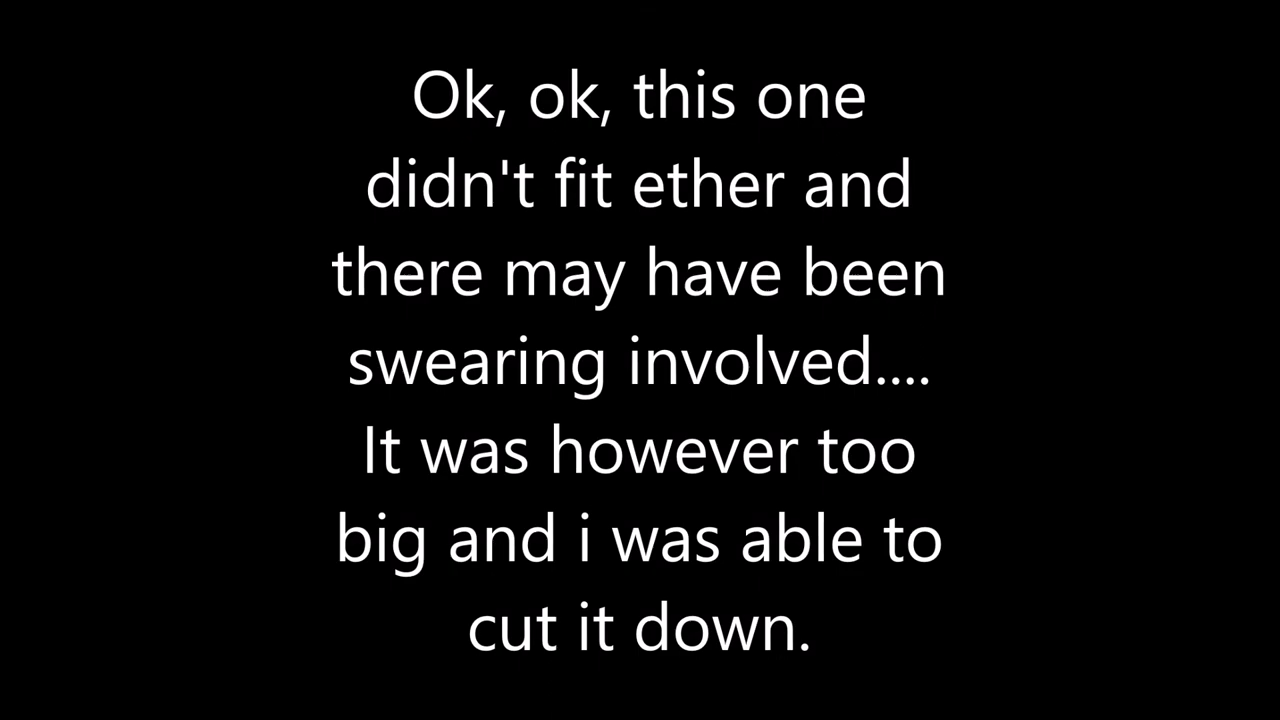 Ok, ok, this one
didn't fit ether and
there may have been
swearing involved....
It was however too
big and i was able to
cut it down.